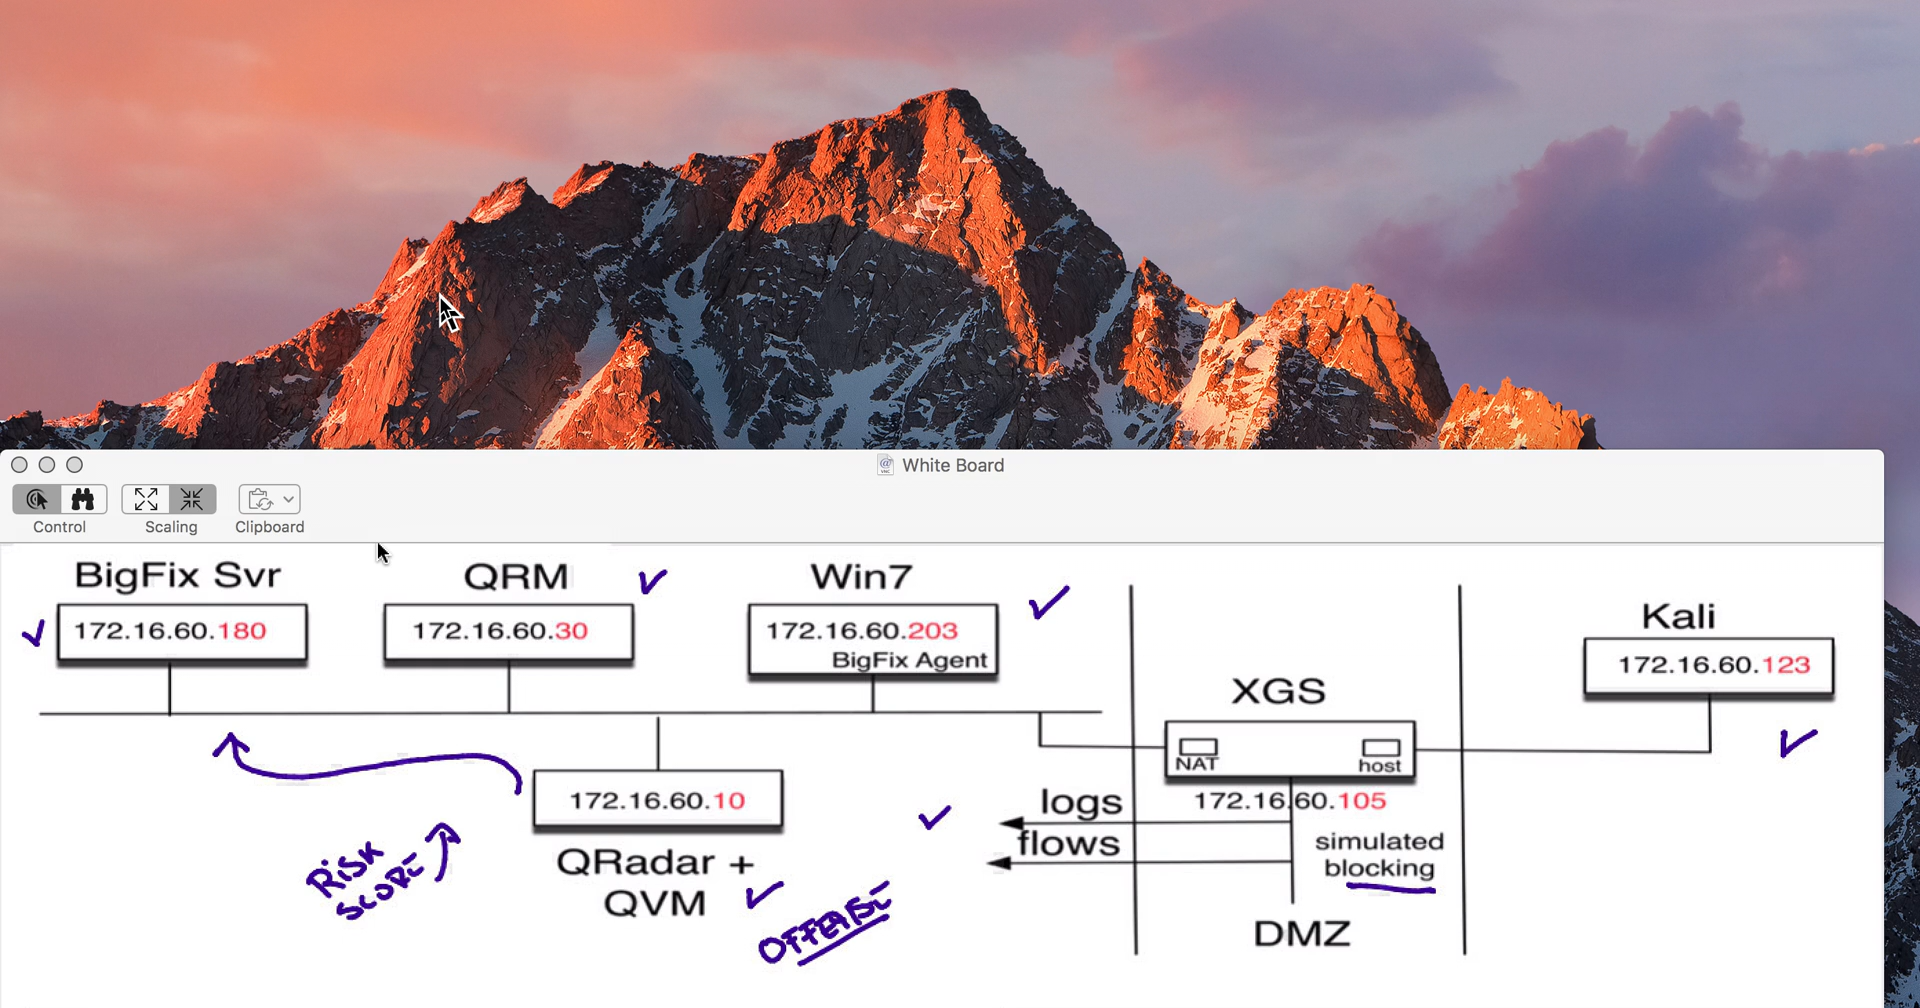 White Board
Control
Scaling
Clipboard
BigFix Svr
172.16.60.180
QRM
172.16.60.30
Win7
172.16.60.203
BigFix Agent
Kali
172.16.60.123
XGS
NAT
host
172.16.60.105
172.16.60.10
QRadar +
QVM
logs
flows
simulated
blocking
DMZ
RISK
SCORE
OFFENSE